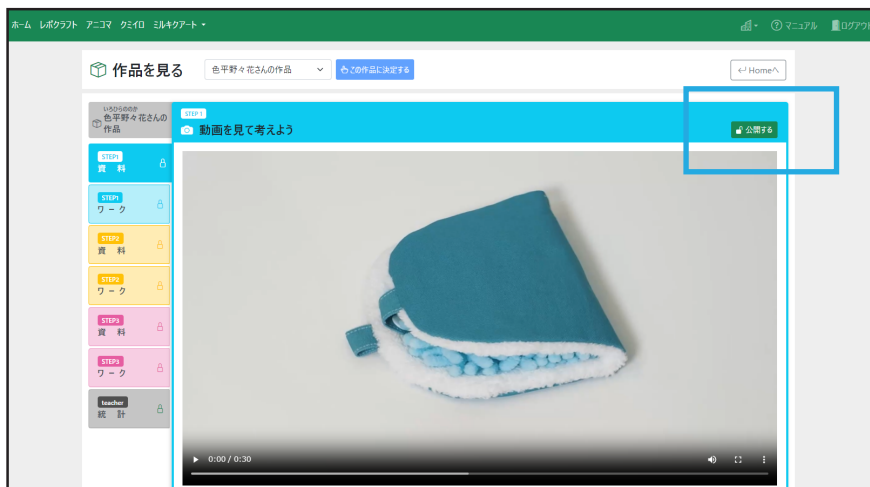 ホーム レポクラフト アニコマ クミイロ ミルキクアート マニュアル ログアウト
作品を見る 色平野々花さんの作品 この作品に決定する Homeへ
いろひらののか
色平野々花さんの
作品
STEP 1
動画を見て考えよう 公開する
STEP1
資 料
STEP1
ワ ー ク
STEP2
資 料
STEP2
ワ ー ク
STEP3
資 料
STEP3
ワ ー ク
teacher
統 計
0:00 / 0:30